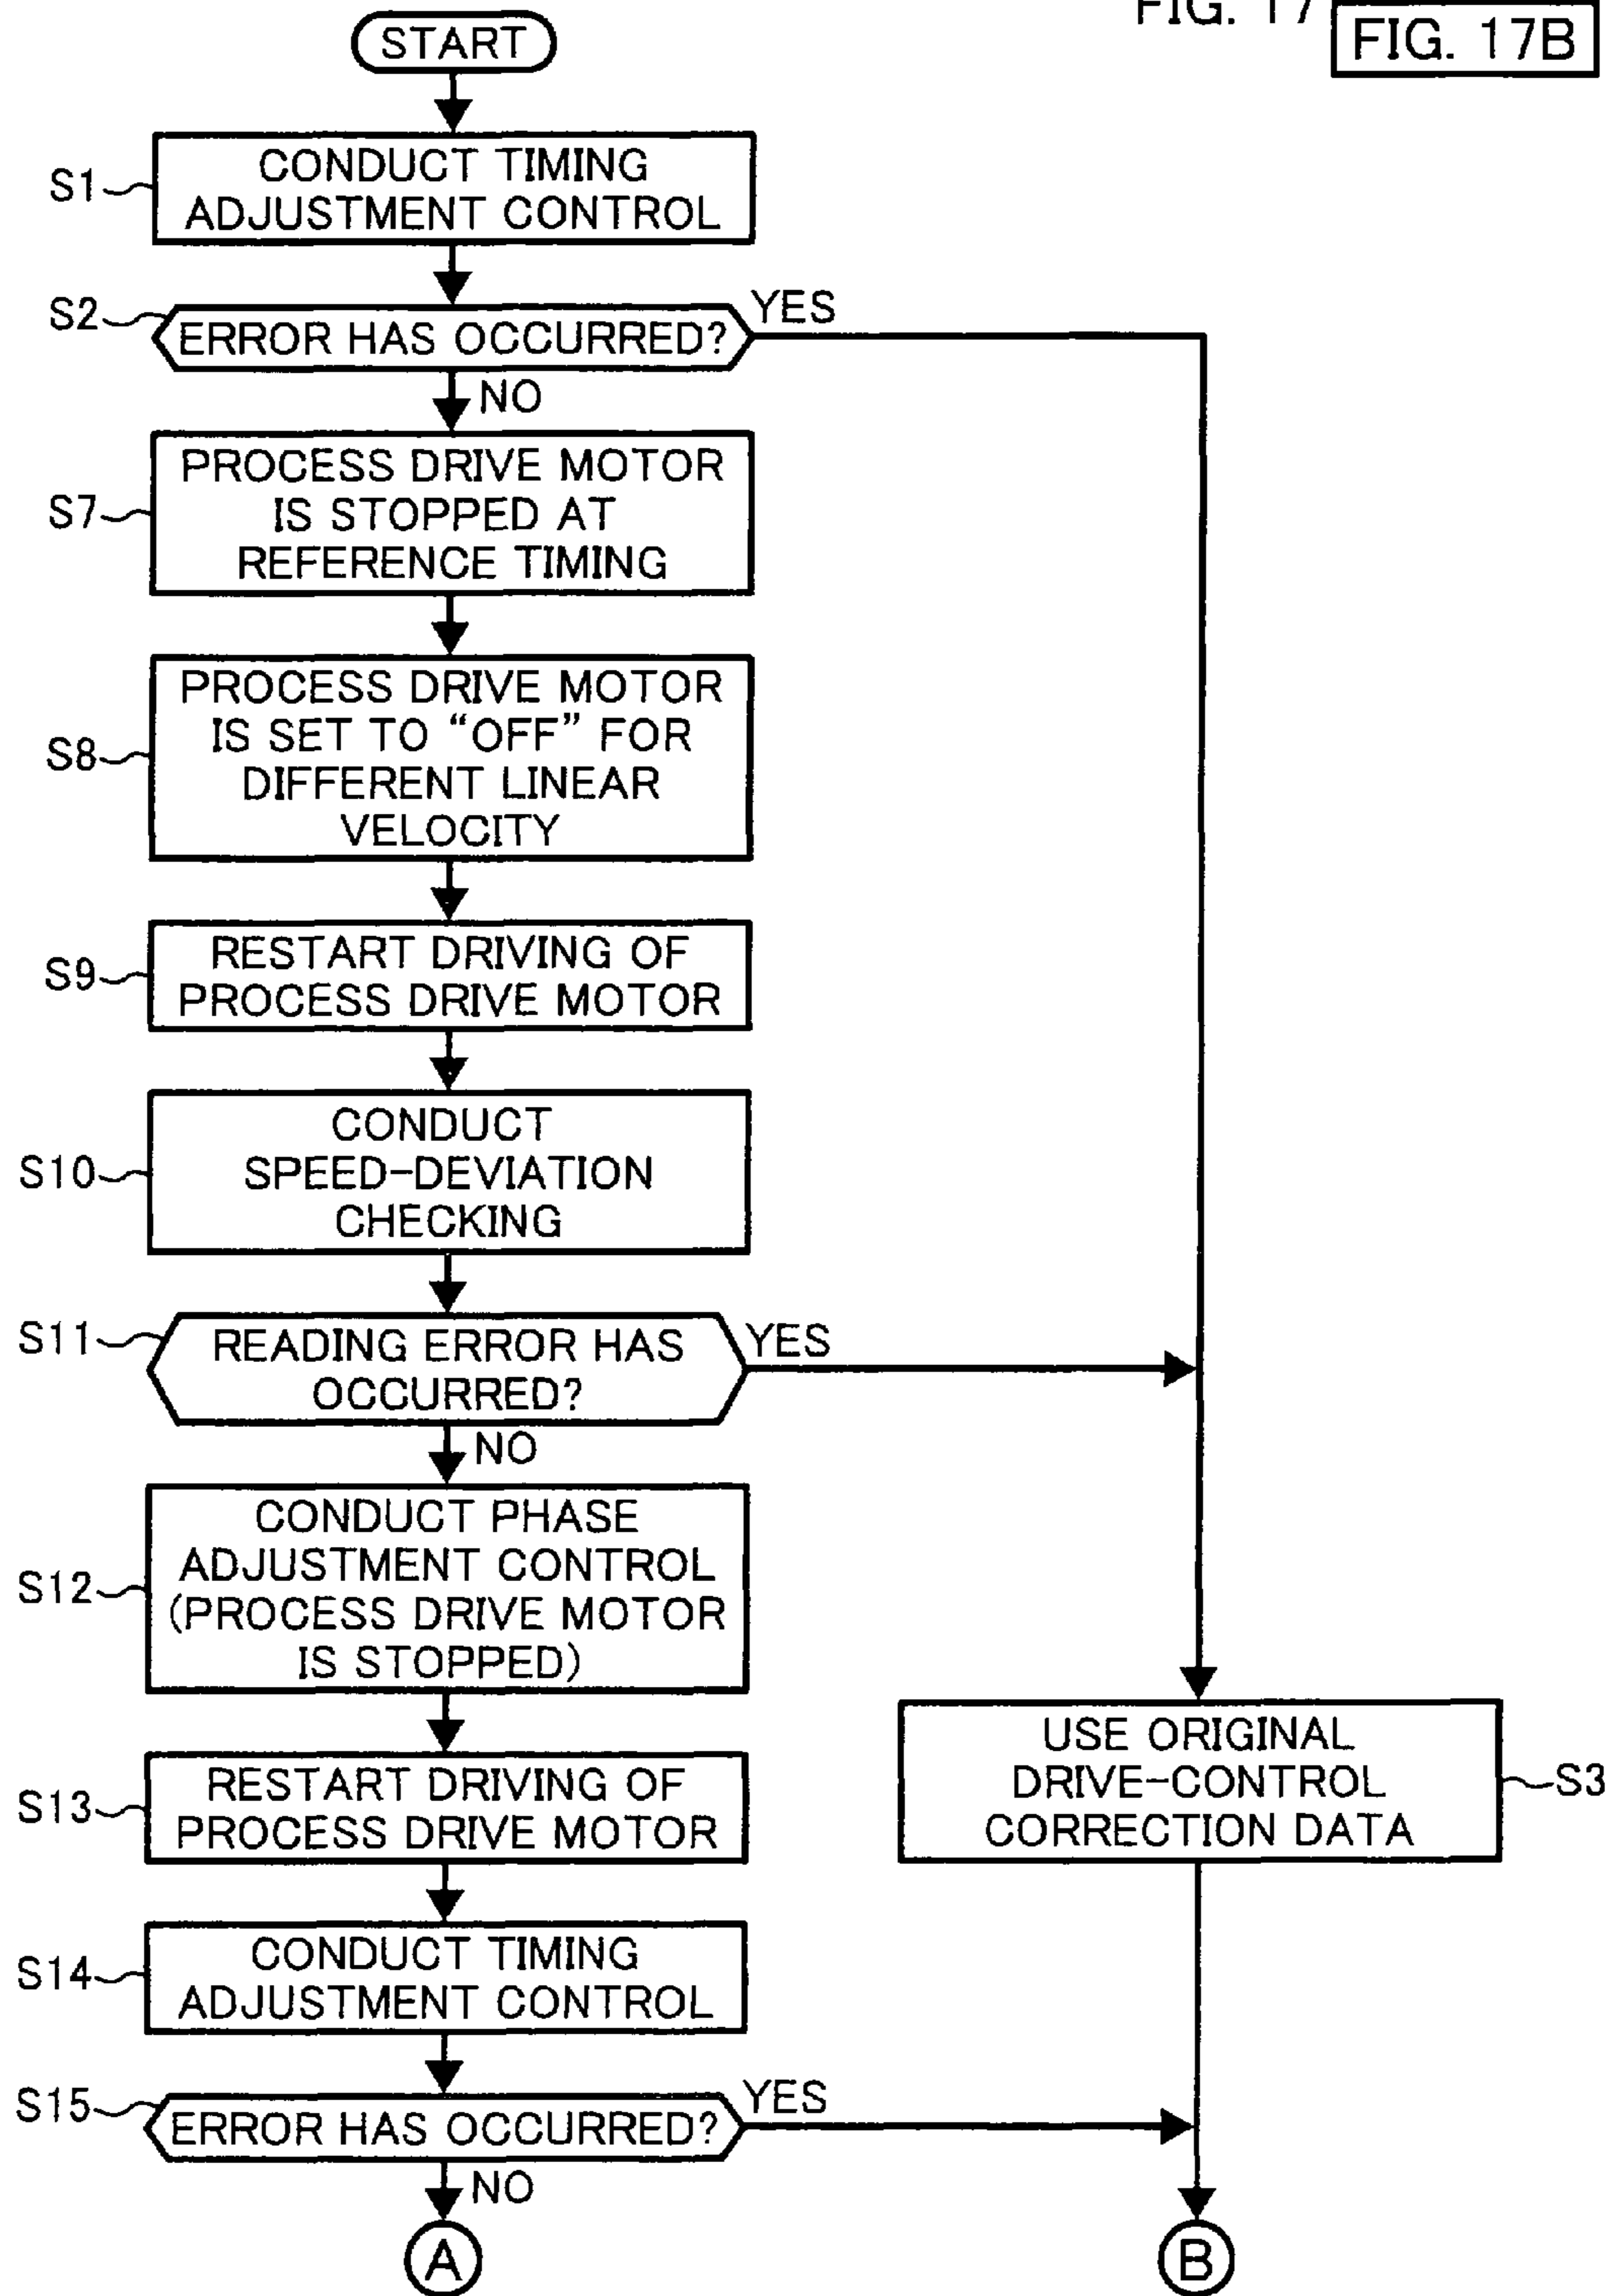 FIG. 17
FIG. 17B
START
S1
CONDUCT TIMING
ADJUSTMENT CONTROL
S2
ERROR HAS OCCURRED?
YES
NO
S7
PROCESS DRIVE MOTOR
IS STOPPED AT
REFERENCE TIMING
S8
PROCESS DRIVE MOTOR
IS SET TO “OFF” FOR
DIFFERENT LINEAR
VELOCITY
S9
RESTART DRIVING OF
PROCESS DRIVE MOTOR
S10
CONDUCT
SPEED-DEVIATION
CHECKING
S11
READING ERROR HAS
OCCURRED?
YES
NO
S12
CONDUCT PHASE
ADJUSTMENT CONTROL
(PROCESS DRIVE MOTOR
IS STOPPED)
USE ORIGINAL
DRIVE-CONTROL
CORRECTION DATA
S3
S13
RESTART DRIVING OF
PROCESS DRIVE MOTOR
S14
CONDUCT TIMING
ADJUSTMENT CONTROL
S15
ERROR HAS OCCURRED?
YES
NO
A
B